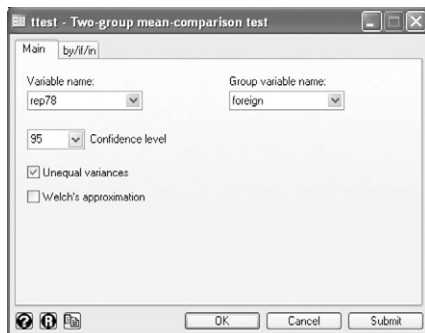 ttest - Two-group mean-comparison test
Main by/if/in
Variable name: Group variable name:
rep78 foreign
95 Confidence level
Unequal variances
Welch's approximation
OK Cancel Submit